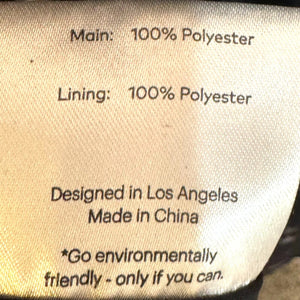 Main: 100% Polyester
Lining: 100% Polyester
Designed in Los Angeles
Made in China
*Go environmentally
friendly - only if you can.